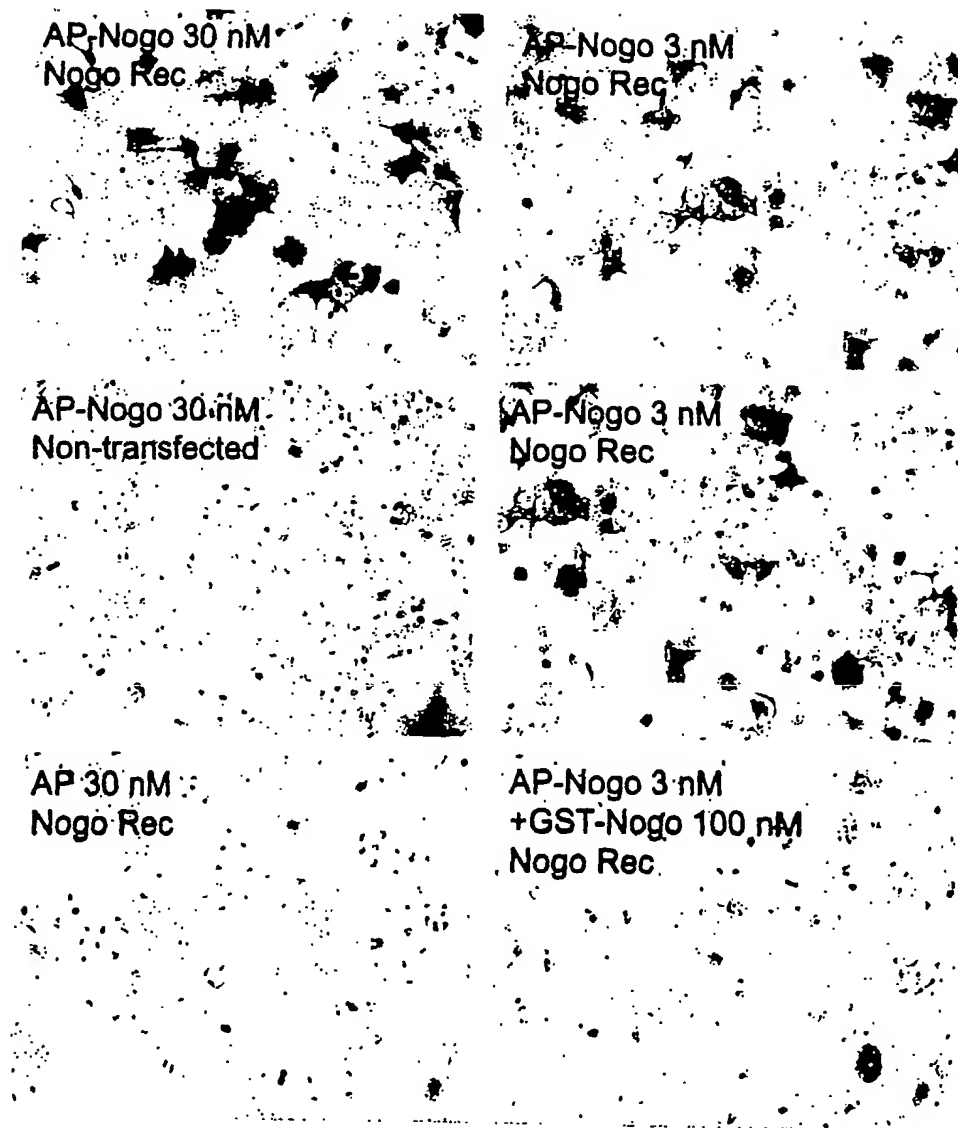 AP-Nogo 30 nM
Nogo Rec
AP-Nogo 3 nM
Nogo Rec
AP-Nogo 30 nM
Non-transfected
AP-Nogo 3 nM
Nogo Rec
AP 30 nM
Nogo Rec
AP-Nogo 3 nM
+GST-Nogo 100 nM
Nogo Rec